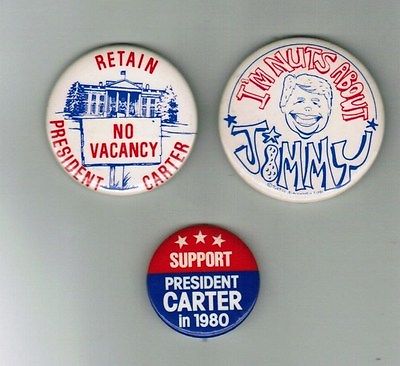 RETAIN
NO
VACANCY
PRESIDENT CARTER
I'M NUTS ABOUT
JIMMY
SUPPORT
PRESIDENT
CARTER
in 1980